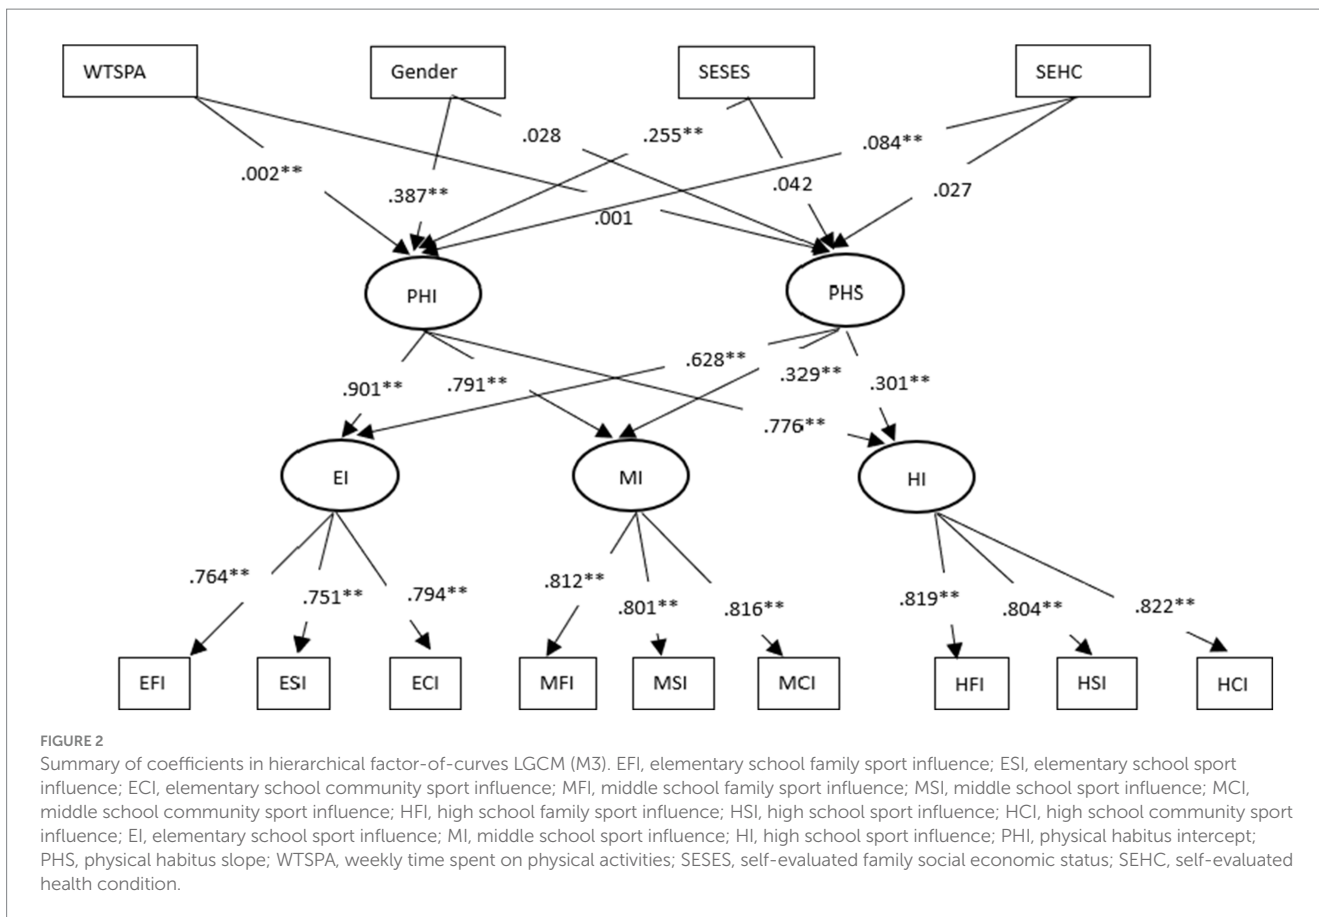 WTSPA
Gender
SESES
SEHC
.028
.255**
.084**
.002**
.387**
.042
.027
.001
PHI
PHS
.628**
.329**
.301**
.901**
.791**
.776**
EI
MI
HI
.764**
.751**
.794**
.812**
.801**
.816**
.819**
.804**
.822**
EFI
ESI
ECI
MFI
MSI
MCI
HFI
HSI
HCI
FIGURE 2
Summary of coefficients in hierarchical factor-of-curves LGCM (M3). EFI, elementary school family sport influence; ESI, elementary school sport
influence; ECI, elementary school community sport influence; MFI, middle school family sport influence; MSI, middle school sport influence; MCI,
middle school community sport influence; HFI, high school family sport influence; HSI, high school sport influence; HCI, high school community sport
influence; EI, elementary school sport influence; MI, middle school sport influence; HI, high school sport influence; PHI, physical habitus intercept;
PHS, physical habitus slope; WTSPA, weekly time spent on physical activities; SESES, self-evaluated family social economic status; SEHC, self-evaluated
health condition.